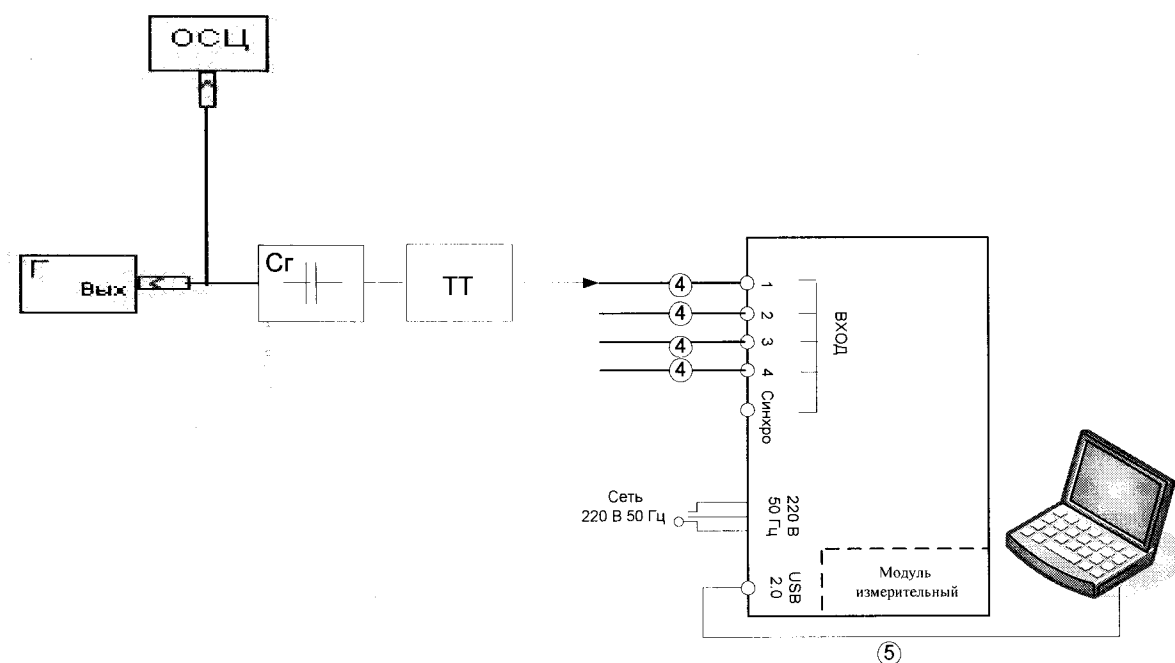 ОСЦ
Г
Вых
Сг
ТТ
4
4
4
4
1
2
3
4
Синхро
ВХОД
Сеть
220 В 50 Гц
220 В
50 Гц
USB
2.0
Модуль
измерительный
5